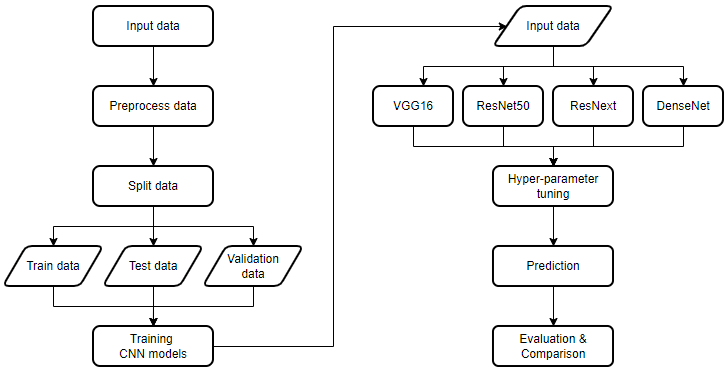 Input data
Preprocess data
Split data
Train data
Test data
Validation
data
Training
CNN models
Input data
VGG16
ResNet50
ResNext
DenseNet
Hyper-parameter
tuning
Prediction
Evaluation &
Comparison